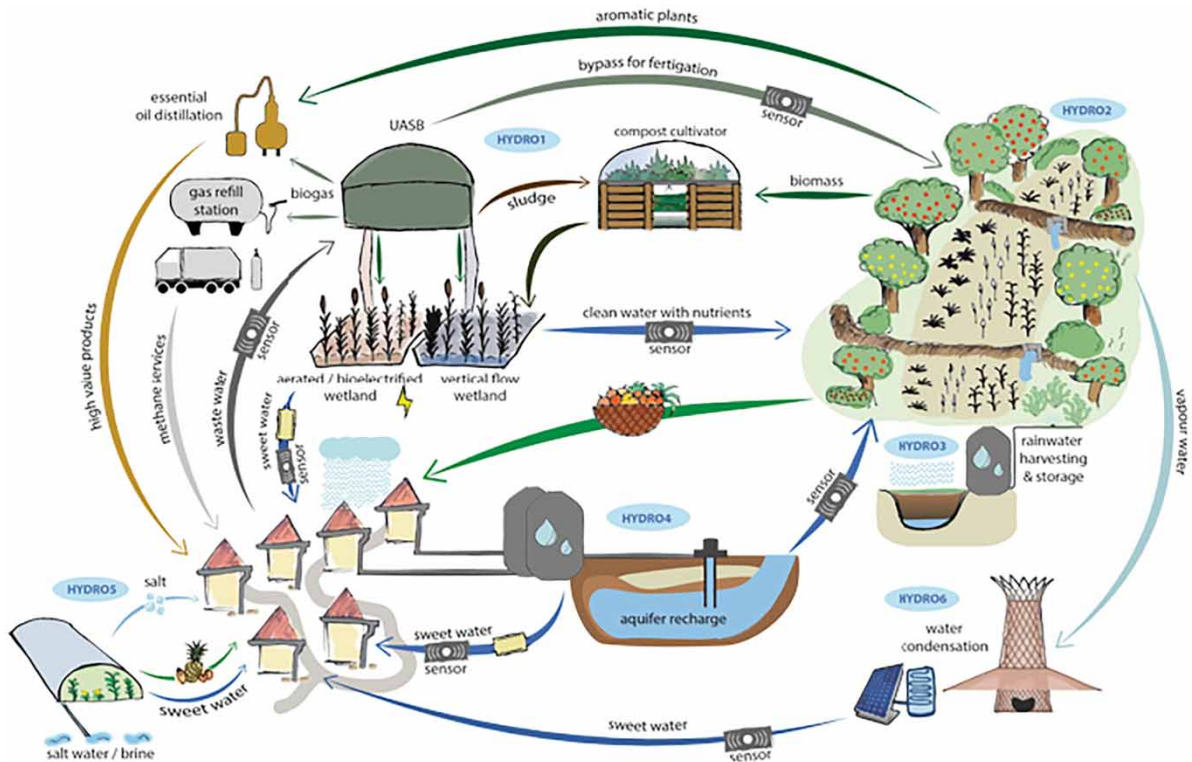 aromatic plants
bypass for fertigation
sensor
essential
oil distillation
UASB
HYDRO1
compost cultivator
HYDRO2
biogas
gas refill
station
sludge
biomass
clean water with nutrients
sensor
sensor
waste water
high value products
methane iervices
aerated / bioelectrified
wetland
vertical flow
wetland
sweet water
sensor
vapour water
HYDRO3
rainwater
harvesting
& storage
sensor
HYDRO4
aquifer recharge
HYDRO5
salt
sweet water
sensor
HYDRO6
water
condensation
sweet water
salt water / brine
sweet water
sensor